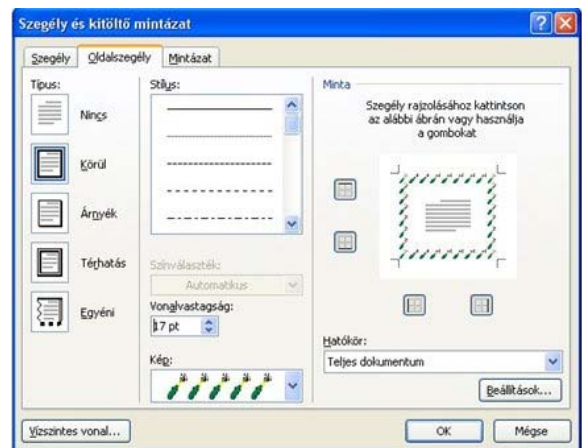 Szegély és kitöltő mintázat
Szegély
Oldalszegély
Mintázat
Típus:
Nincs
Körül
Árnyék
Térhatás
Egyéni
Stílus:
Színválaszték:
Automatikus
Vonalvastagság:
17 pt
Kép:
Minta
Szegély rajzolásához kattintson
az alábbi ábrán vagy használja
a gombokat
Hatókör:
Teljes dokumentum
Beállítások...
Vízszintes vonal...
OK
Mégse